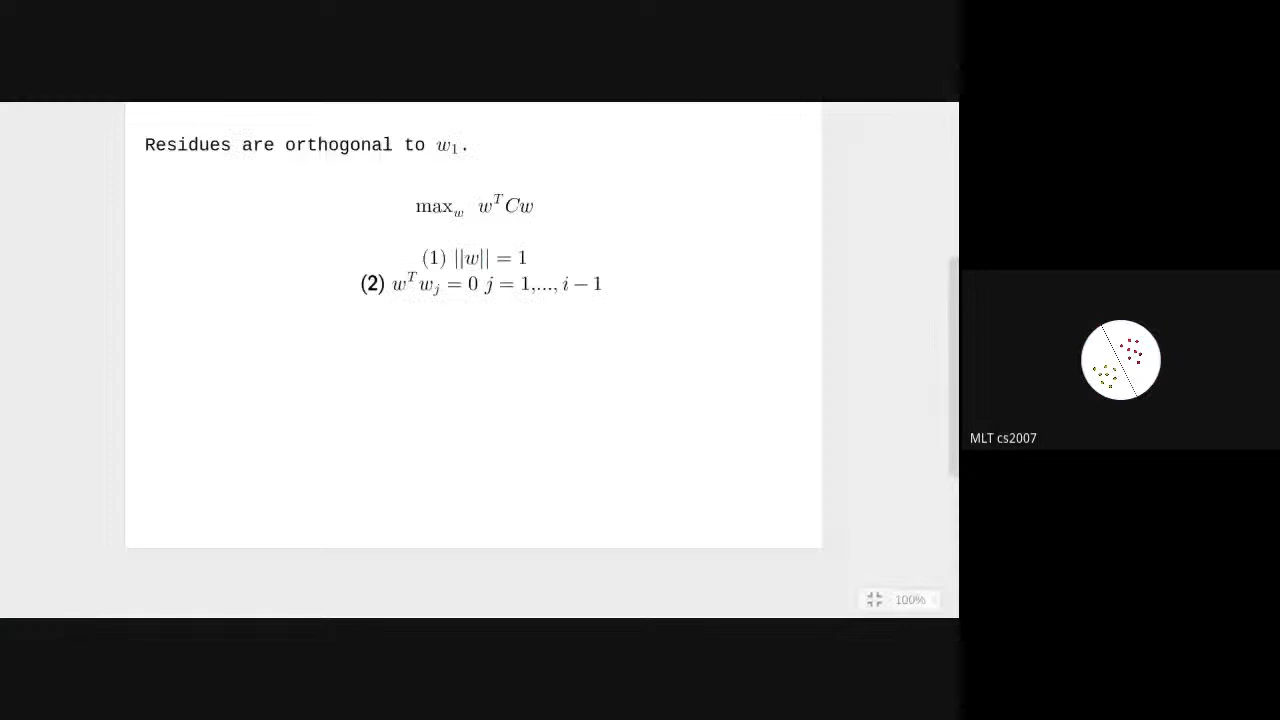 Residues are orthogonal to w₁.
max_w w^T Cw
(1) ||w|| = 1
(2) w^T w_j = 0 j = 1,..., i − 1
100%
MLT cs2007